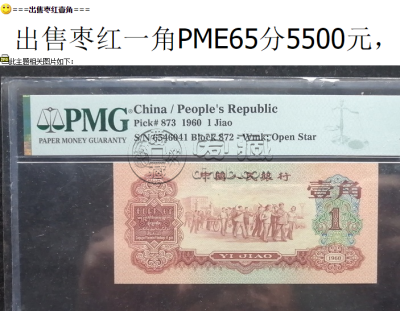 ===出售枣红壹角===
出售枣红一角PME65分5500元，
此主题相关图片如下：
PMG
PAPER MONEY GUARANTY
China / People's Republic
Pick# 873 1960 1 Jiao
S/N 6546041 Block 872 - Wmk: Open Star
中国人民银行
壹角
1
1960
YI JIAO